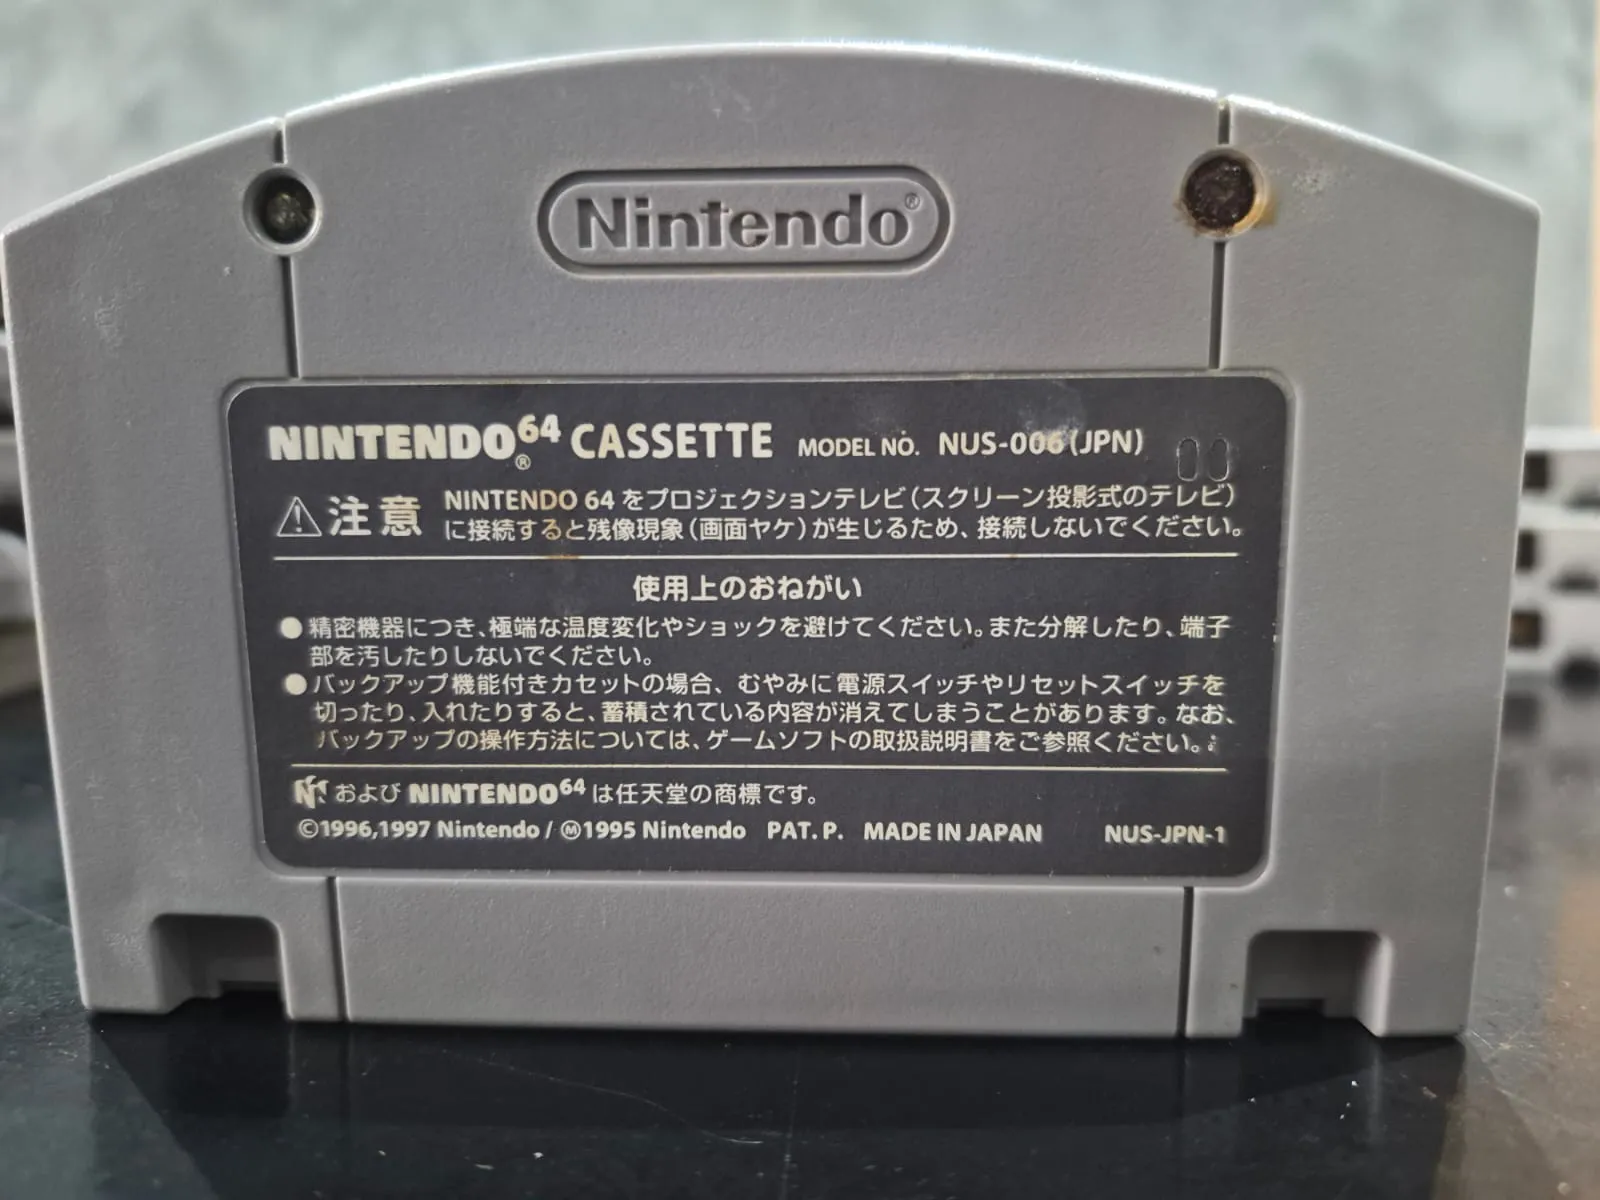 Nintendo®
NINTENDO64® CASSETTE MODEL NO. NUS-006(JPN) 00
注意 NINTENDO 64 をプロジェクションテレビ(スクリーン投影式のテレビ)
に接続すると残像現象(画面ヤケ)が生じるため、接続しないでください。
使用上のおねがい
●精密機器につき、極端な温度変化やショックを避けてください。また分解したり、端子
部を汚したりしないでください。
●バックアップ機能付きカセットの場合、むやみに電源スイッチやリセットスイッチを
切ったり、入れたりすると、蓄積されている内容が消えてしまうことがあります。なお、
バックアップの操作方法については、ゲームソフトの取扱説明書をご参照ください。
および NINTENDO64 は任天堂の商標です。
©1996,1997 Nintendo / Ⓜ1995 Nintendo PAT. P. MADE IN JAPAN NUS-JPN-1